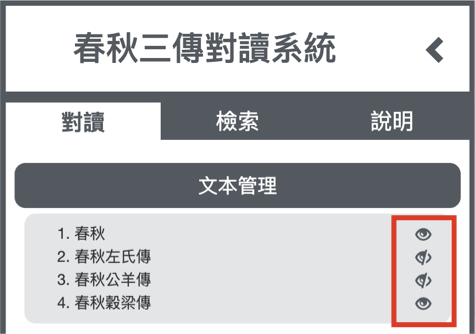 春秋三傳對讀系統
對讀 檢索 說明
文本管理
1. 春秋
2. 春秋左氏傳
3. 春秋公羊傳
4. 春秋穀梁傳